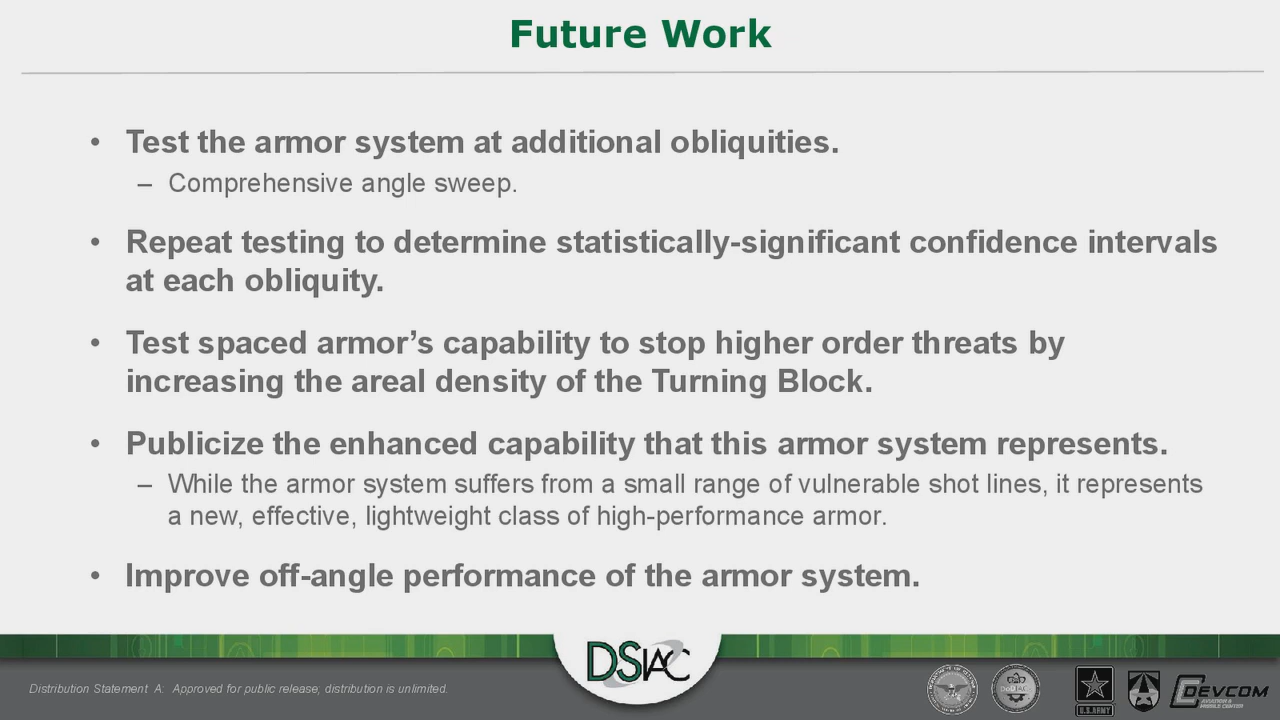 Future Work
• Test the armor system at additional obliquities.
– Comprehensive angle sweep.
• Repeat testing to determine statistically-significant confidence intervals
at each obliquity.
• Test spaced armor’s capability to stop higher order threats by
increasing the areal density of the Turning Block.
• Publicize the enhanced capability that this armor system represents.
– While the armor system suffers from a small range of vulnerable shot lines, it represents
a new, effective, lightweight class of high-performance armor.
• Improve off-angle performance of the armor system.
DSIAC
Distribution Statement A: Approved for public release; distribution is unlimited.
DoDIAC
U.S.ARMY
DEVCOM
AVIATION &
MISSILE CENTER